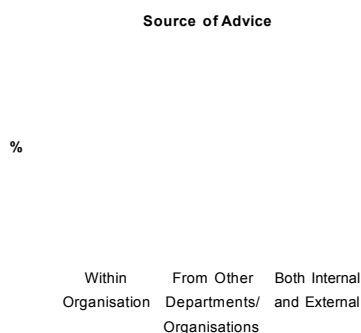 Source of Advice
%
Within Organisation
From Other Departments/ Organisations
Both Internal and External